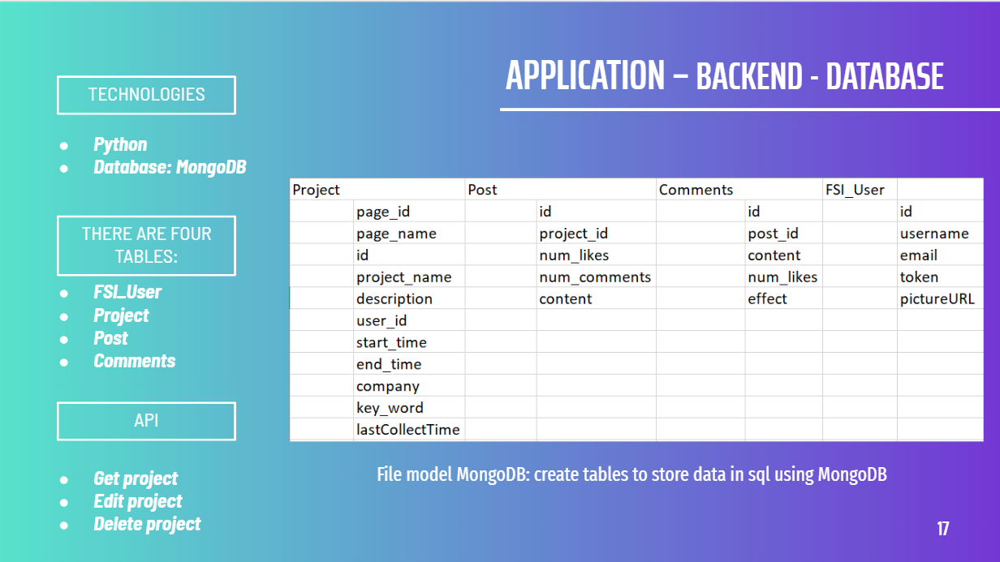 APPLICATION – BACKEND - DATABASE
TECHNOLOGIES
Python
Database: MongoDB
THERE ARE FOUR
TABLES:
FSI_User
Project
Post
Comments
API
Get project
Edit project
Delete project
Project Post Comments FSI_User
page_id id id id
page_name project_id post_id username
id num_likes content email
project_name num_comments num_likes token
description content effect pictureURL
user_id
start_time
end_time
company
key_word
lastCollectTime
File model MongoDB: create tables to store data in sql using MongoDB
17